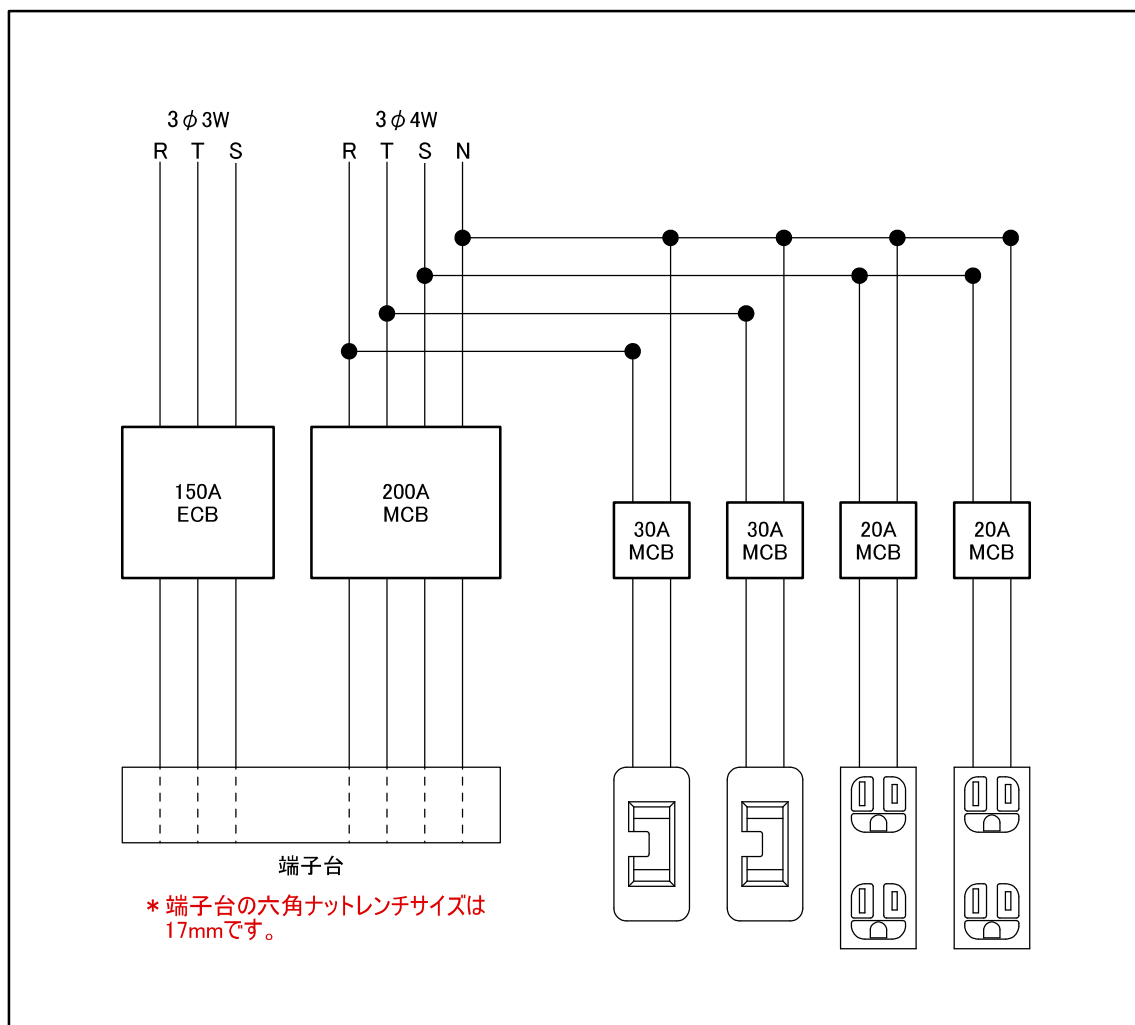 3φ3W
3φ4W
R T S
R T S N
150A
ECB
200A
MCB
30A
MCB
30A
MCB
20A
MCB
20A
MCB
端子台
* 端子台の六角ナットレンチサイズは
17mmです。